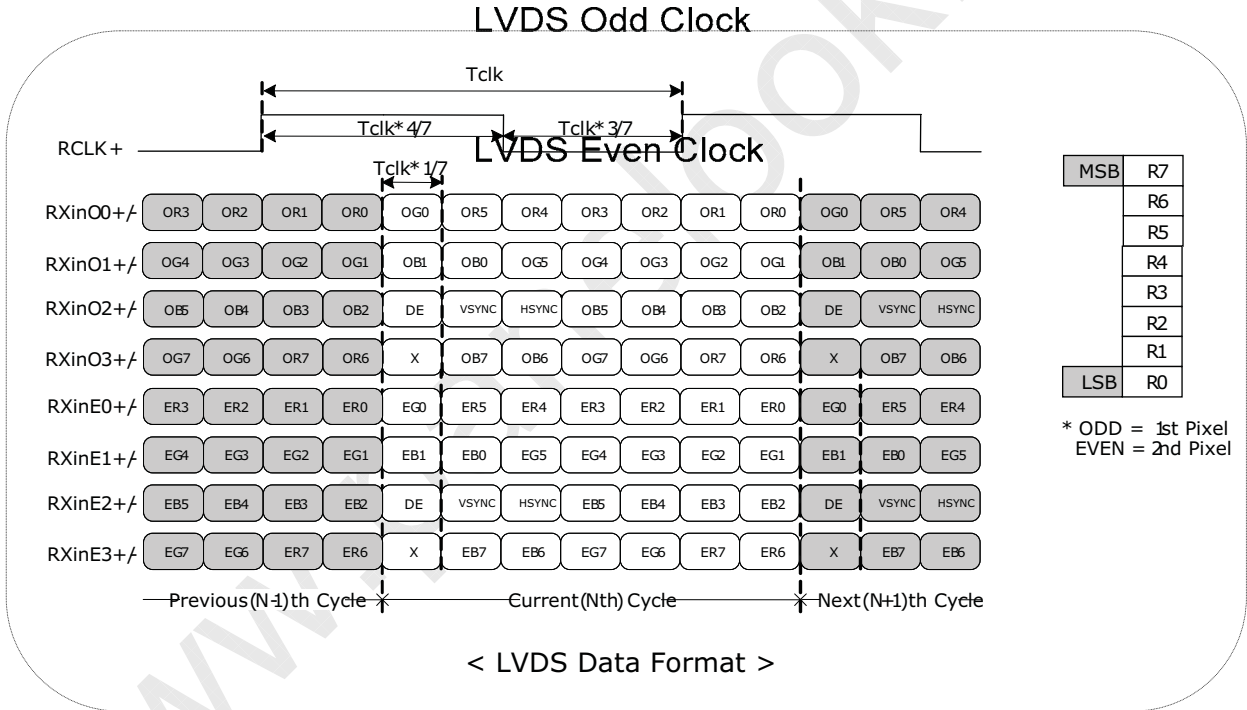 LVDS Odd Clock
Tclk
Tclk*4/7 Tclk*3/7
RCLK+
LVDS Even Clock
Tclk*1/7
RXinO0+/- OR3 OR2 OR1 OR0 OG0 OR5 OR4 OR3 OR2 OR1 OR0 OG0 OR5 OR4
RXinO1+/- OG4 OG3 OG2 OG1 OB1 OB0 OG5 OG4 OG3 OG2 OG1 OB1 OB0 OG5
RXinO2+/- OB5 OB4 OB3 OB2 DE VSYNC HSYNC OB5 OB4 OB3 OB2 DE VSYNC HSYNC
RXinO3+/- OG7 OG6 OR7 OR6 X OB7 OB6 OG7 OG6 OR7 OR6 X OB7 OB6
RXinE0+/- ER3 ER2 ER1 ER0 EG0 ER5 ER4 ER3 ER2 ER1 ER0 EG0 ER5 ER4
RXinE1+/- EG4 EG3 EG2 EG1 EB1 EB0 EG5 EG4 EG3 EG2 EG1 EB1 EB0 EG5
RXinE2+/- EB5 EB4 EB3 EB2 DE VSYNC HSYNC EB5 EB4 EB3 EB2 DE VSYNC HSYNC
RXinE3+/- EG7 EG6 ER7 ER6 X EB7 EB6 EG7 EG6 ER7 ER6 X EB7 EB6
Previous(N-1)th Cycle Current(Nth) Cycle Next(N+1)th Cycle
< LVDS Data Format >
MSB R7
R6
R5
R4
R3
R2
R1
LSB R0
* ODD = 1st Pixel
EVEN = 2nd Pixel